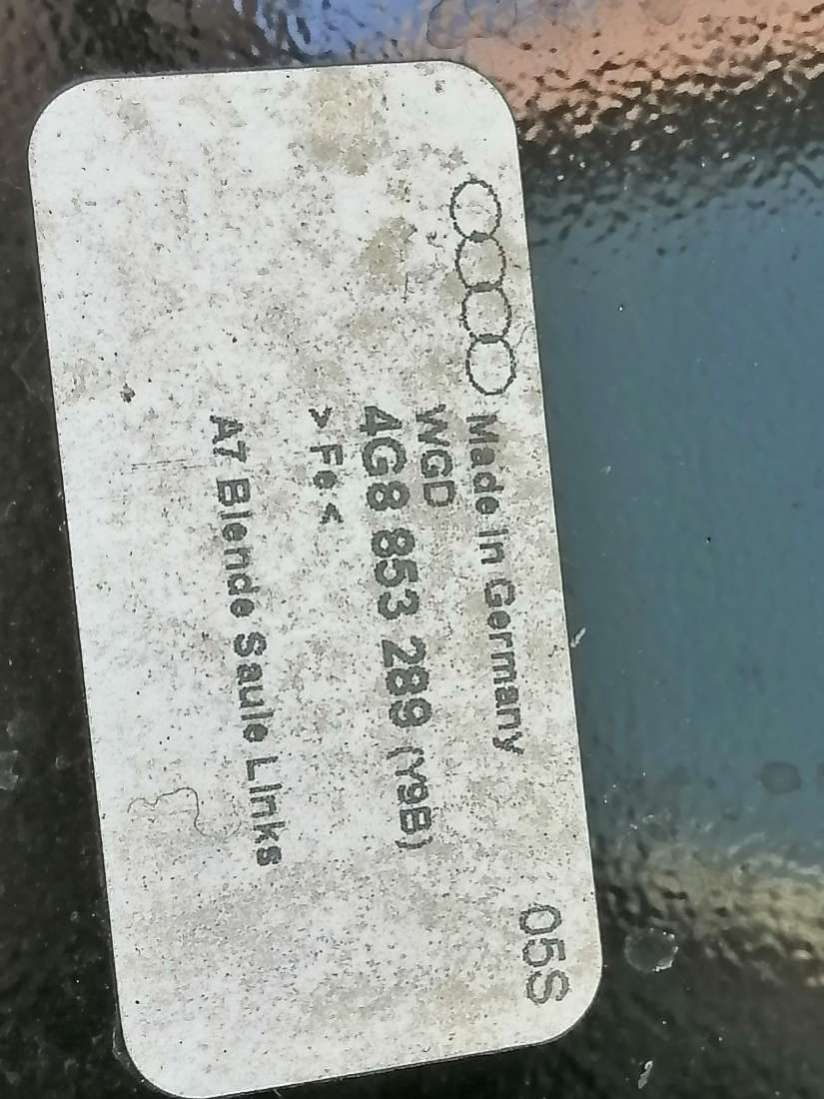 Made in Germany
05S
WGD
4G8 853 289 (Y9B)
>Fe<
A7 Blende Saule Links